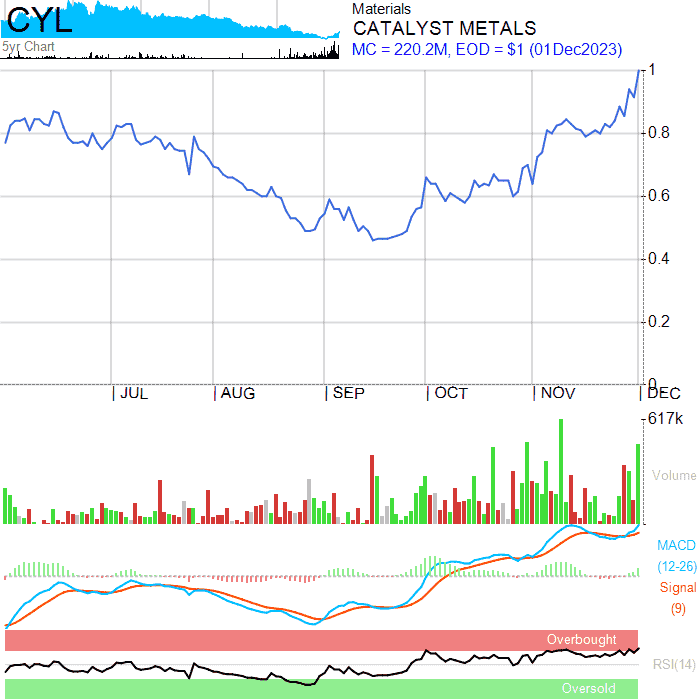 CYL
5yr Chart
Materials
CATALYST METALS
MC = 220.2M, EOD = $1 (01Dec2023)
1
0.8
0.6
0.4
0.2
0
JUL
AUG
SEP
OCT
NOV
DEC
617k
Volume
MACD
(12-26)
Signal
(9)
Overbought
RSI(14)
Oversold